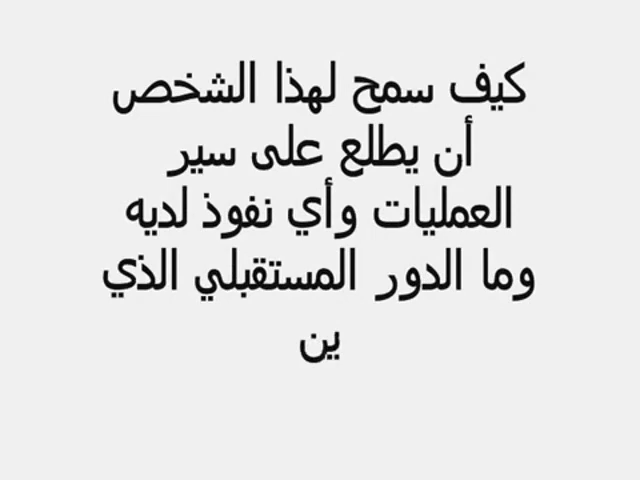 كيف سمح لهذا الشخص
أن يطلع على سير
العمليات وأي نفوذ لديه
وما الدور المستقبلي الذي
ين